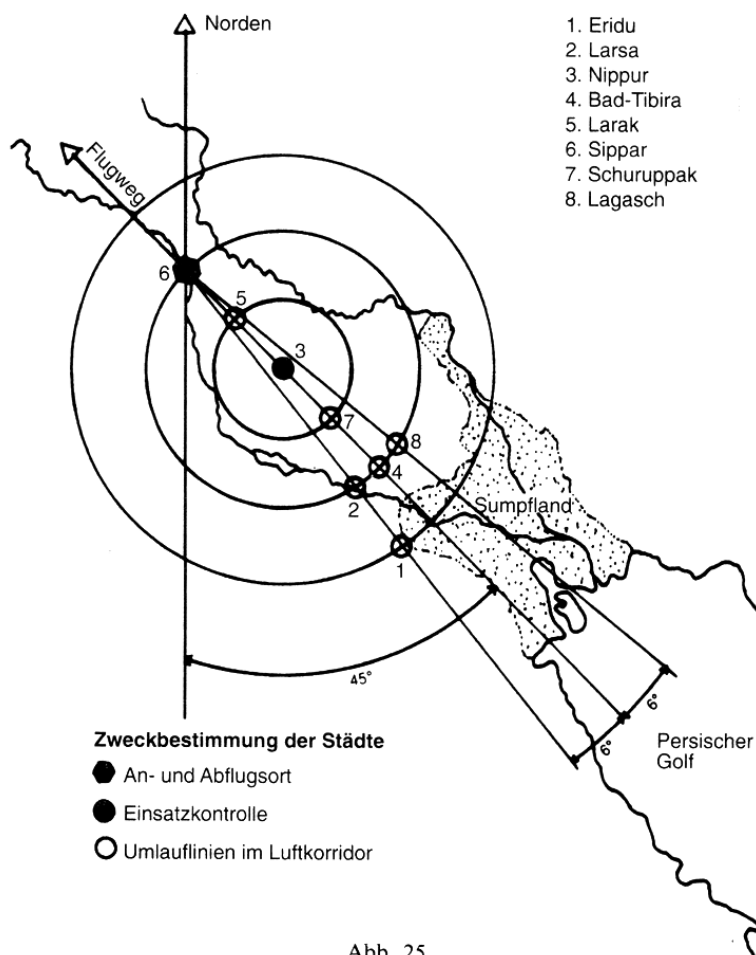 Norden
1. Eridu
2. Larsa
3. Nippur
4. Bad-Tibira
5. Larak
6. Sippar
7. Schuruppak
8. Lagasch
Flugweg
6
5
3
7
8
4
2
1
Sumpfland
45°
6°
6°
Persischer
Golf
Zweckbestimmung der Städte
An- und Abflugsort
Einsatzkontrolle
Umlauflinien im Luftkorridor
Abb. 25